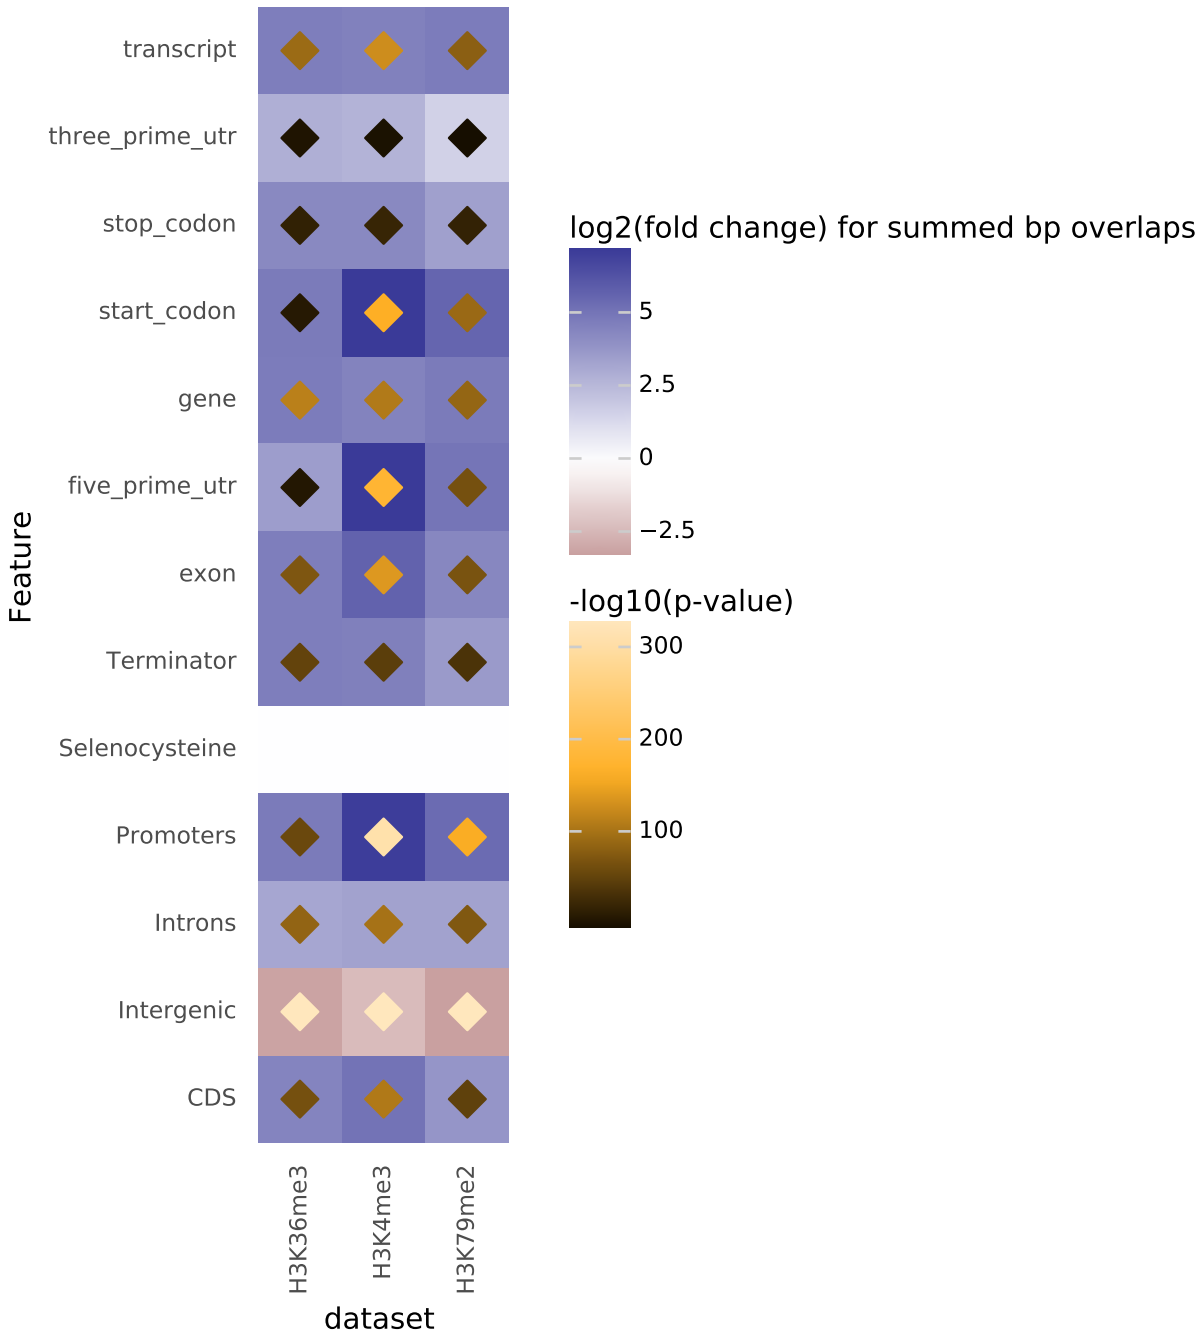 transcript
three_prime_utr
stop_codon
start_codon
gene
five_prime_utr
exon
Terminator
Selenocysteine
Promoters
Introns
Intergenic
CDS
Feature
H3K36me3
H3K4me3
H3K79me2
dataset
log2(fold change) for summed bp overlaps
5
2.5
0
−2.5
-log10(p-value)
300
200
100